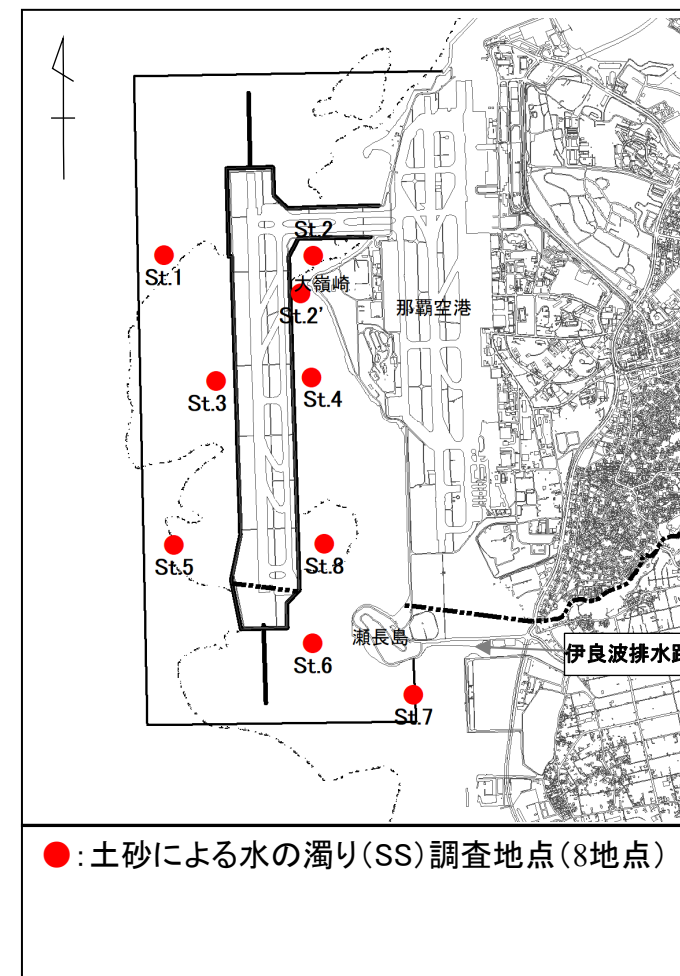 St.2
St.1
大嶺崎
St.2'
那覇空港
St.3
St.4
St.5
St.8
瀬長島
伊良波排水路
St.6
St.7
●:土砂による水の濁り(SS)調査地点(8地点)